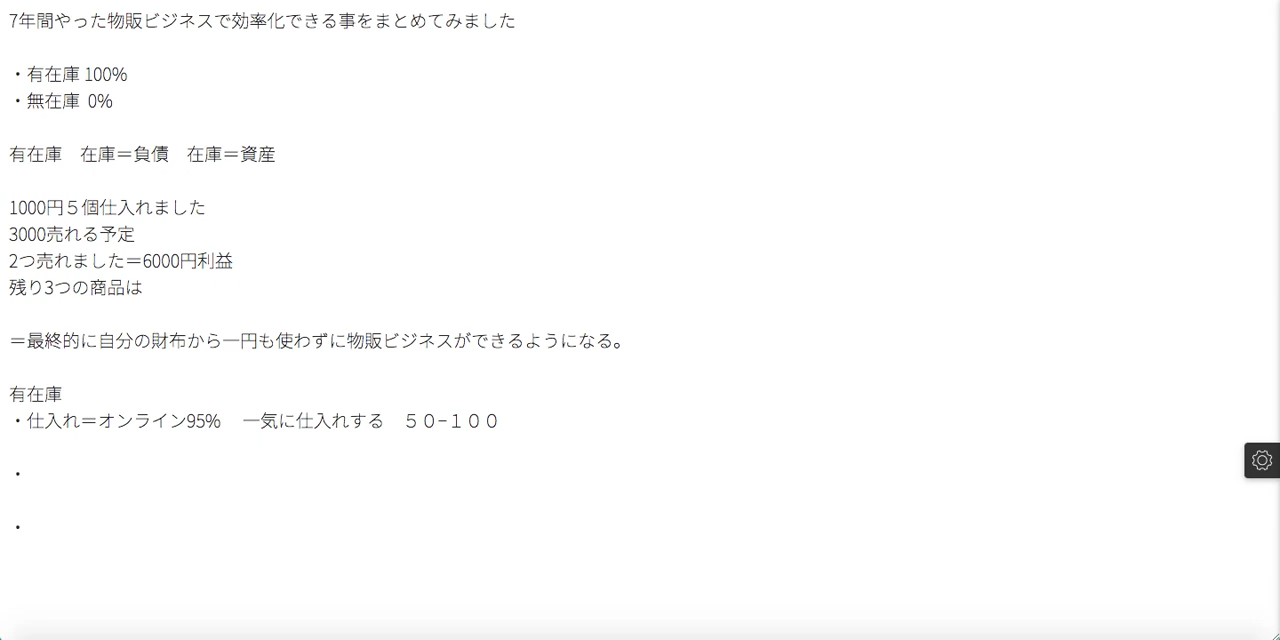 7年間やった物販ビジネスで効率化できる事をまとめてみました
・有在庫 100%
・無在庫 0%
有在庫　在庫＝負債　在庫＝資産
1000円５個仕入れました
3000売れる予定
2つ売れました＝6000円利益
残り3つの商品は
＝最終的に自分の財布から一円も使わずに物販ビジネスができるようになる。
有在庫
・仕入れ＝オンライン95%　一気に仕入れする　５０−１００
・
・